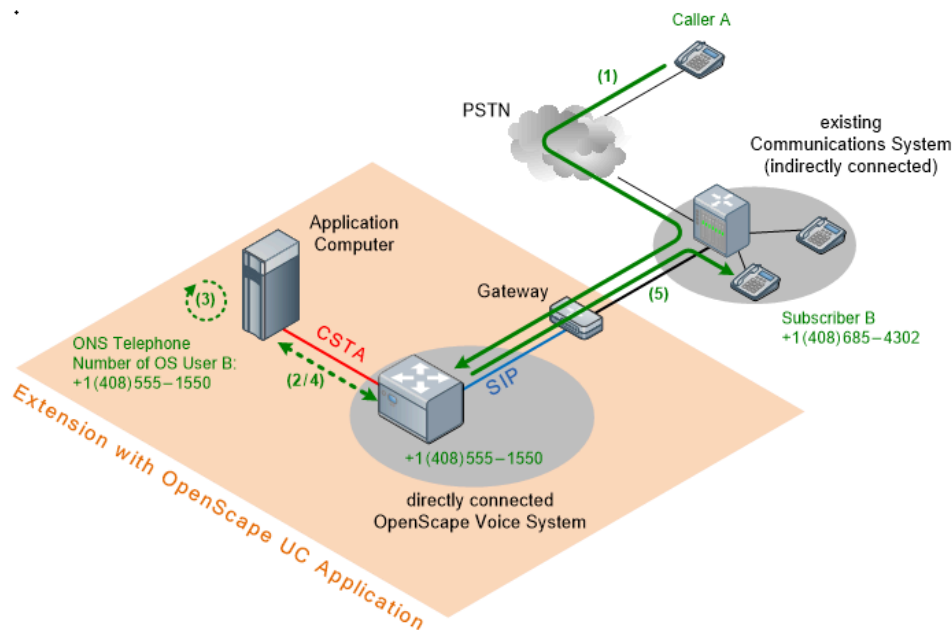 Caller A
(1)
PSTN
existing
Communications System
(indirectly connected)
Application
Computer
Gateway
(3)
(5)
Subscriber B
+1(408)685–4302
ONS Telephone
Number of OS User B:
+1(408)555–1550
CSTA
(2/4)
SIP
+1(408)555–1550
directly connected
OpenScape Voice System
Extension with OpenScape UC Application